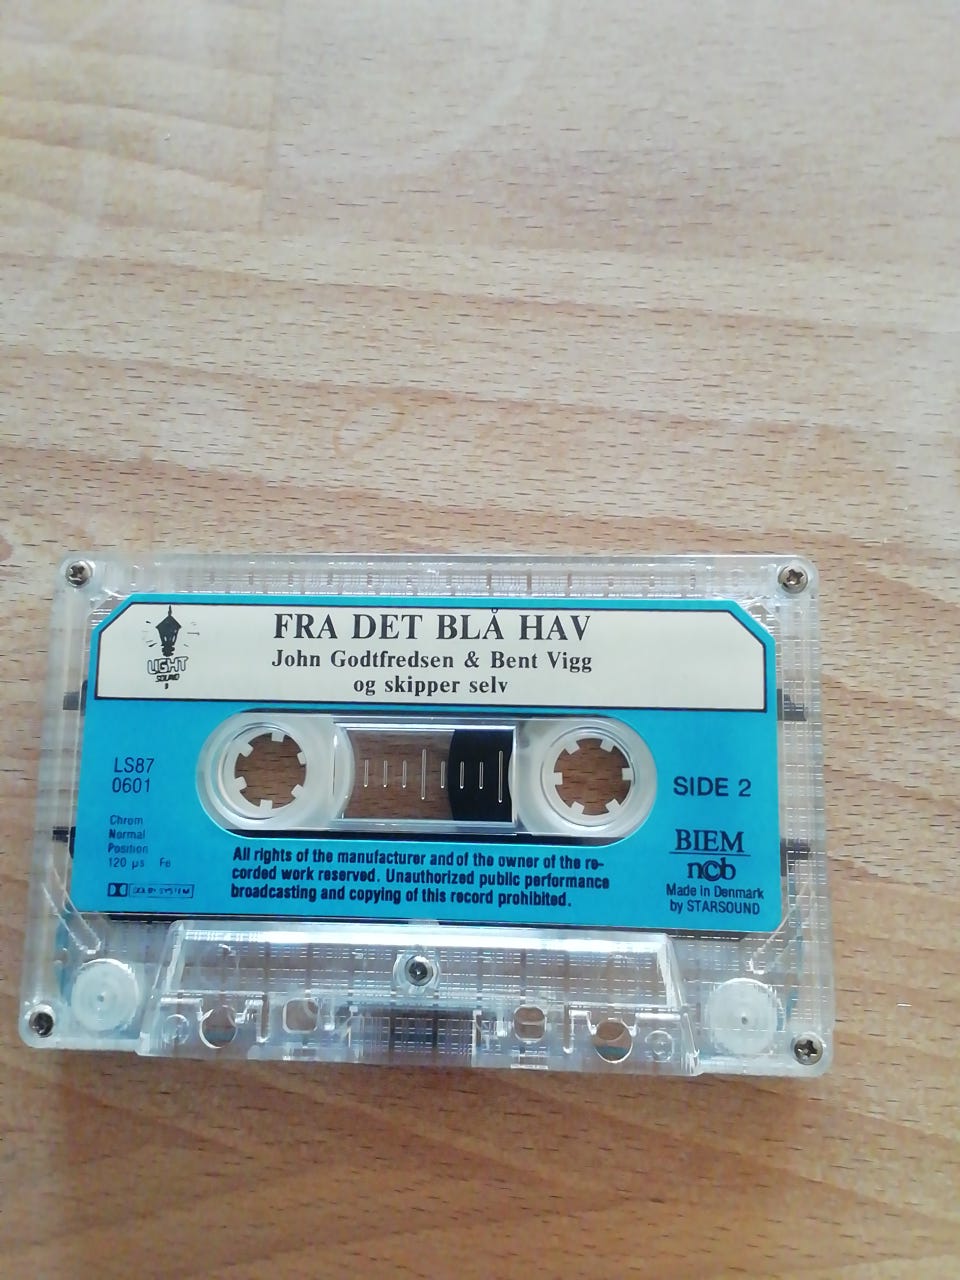 FRA DET BLÅ HAV
John Godtfredsen & Bent Vigg
og skipper selv
LIGHT
SOUND
LS87
0601
SIDE 2
Chrom
Normal
Position
120 µs Fe
DOLBY SYSTEM
All rights of the manufacturer and of the owner of the re-
corded work reserved. Unauthorized public performance
broadcasting and copying of this record prohibited.
BIEM
ncb
Made in Denmark
by STARSOUND